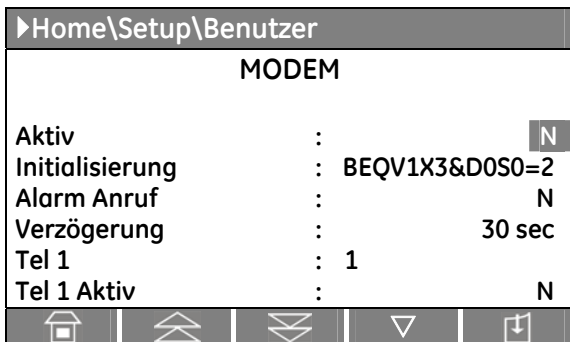 Home\Setup\Benutzer
MODEM
Aktiv : N
Initialisierung : BEQV1X3&D0S0=2
Alarm Anruf : N
Verzögerung : 30 sec
Tel 1 : 1
Tel 1 Aktiv : N